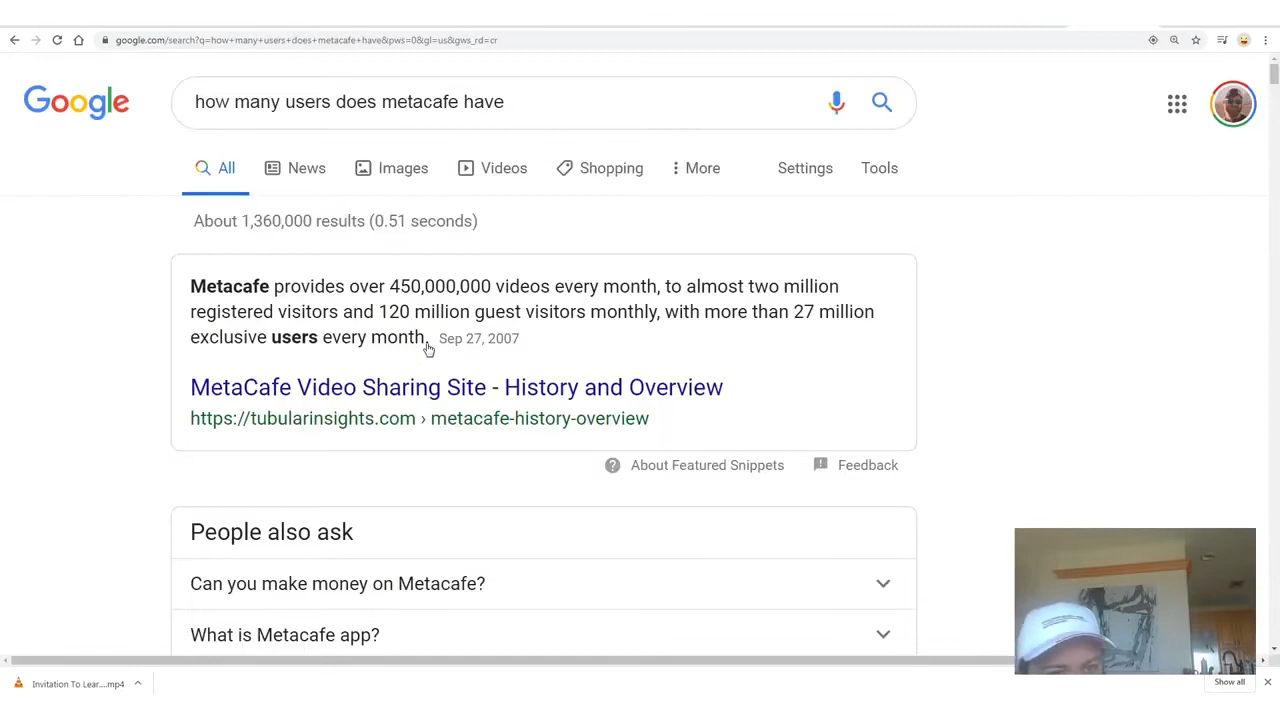 google.com/search?q=how+many+users+does+metacafe+have&pws=0&gl=us&gws_rd=cr
Google
how many users does metacafe have
All News Images Videos Shopping More Settings Tools
About 1,360,000 results (0.51 seconds)
Metacafe provides over 450,000,000 videos every month, to almost two million
registered visitors and 120 million guest visitors monthly, with more than 27 million
exclusive users every month. Sep 27, 2007
MetaCafe Video Sharing Site - History and Overview
https://tubularinsights.com › metacafe-history-overview
About Featured Snippets Feedback
People also ask
Can you make money on Metacafe?
What is Metacafe app?
Invitation To Lear....mp4
Show all